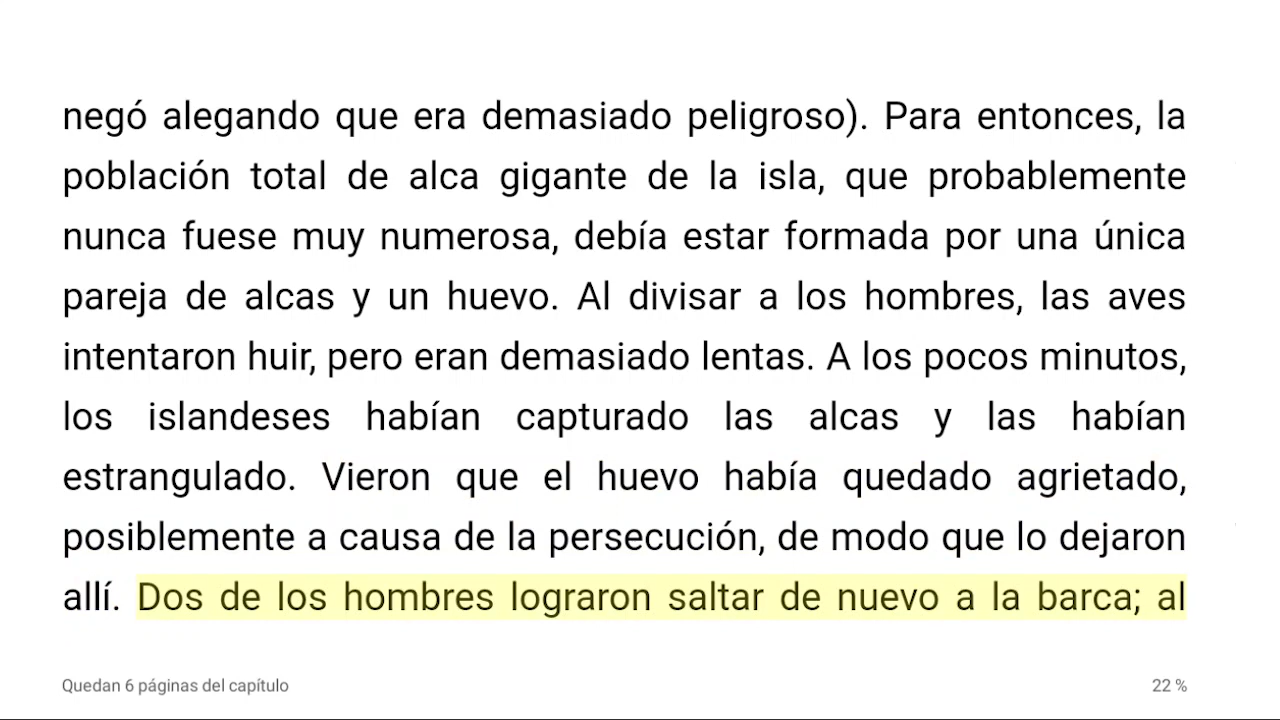 negó alegando que era demasiado peligroso). Para entonces, la
población total de alca gigante de la isla, que probablemente
nunca fuese muy numerosa, debía estar formada por una única
pareja de alcas y un huevo. Al divisar a los hombres, las aves
intentaron huir, pero eran demasiado lentas. A los pocos minutos,
los islandeses habían capturado las alcas y las habían
estrangulado. Vieron que el huevo había quedado agrietado,
posiblemente a causa de la persecución, de modo que lo dejaron
allí. Dos de los hombres lograron saltar de nuevo a la barca; al
Quedan 6 páginas del capítulo
22 %